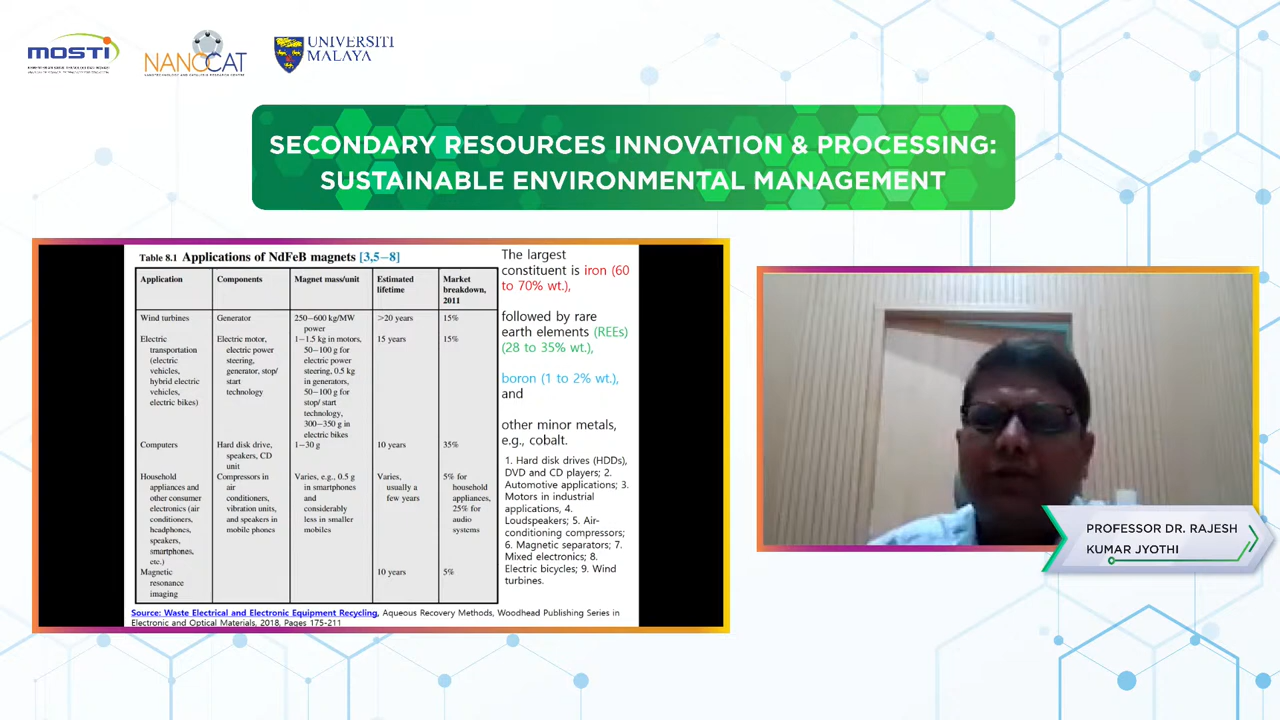 MOSTI
NANOCAT
UNIVERSITI
MALAYA
SECONDARY RESOURCES INNOVATION & PROCESSING:
SUSTAINABLE ENVIRONMENTAL MANAGEMENT
Table 8.1 Applications of NdFeB magnets [3,5–8]
Application Components Magnet mass/unit Estimated lifetime Market breakdown, 2011
Wind turbines Generator 250–600 kg/MW power >20 years 15%
Electric transportation (electric vehicles, hybrid electric vehicles, electric bikes) Electric motor, electric power steering, generator, stop/start technology 1–1.5 kg in motors, 50–100 g for electric power steering, 0.5 kg in generators, 50–100 g for stop/start technology, 300–350 g in electric bikes 15 years 15%
Computers Hard disk drive, speakers, CD unit 1–30 g 10 years 35%
Household appliances and other consumer electronics (air conditioners, headphones, speakers, smartphones, etc.) Compressors in air conditioners, vibration units, and speakers in mobile phones Varies, e.g., 0.5 g in smartphones and considerably less in smaller mobiles Varies, usually a few years 5% for household appliances, 25% for audio systems
Magnetic resonance imaging 10 years 5%
Source: Waste Electrical and Electronic Equipment Recycling, Aqueous Recovery Methods, Woodhead Publishing Series in
Electronic and Optical Materials, 2018, Pages 175-211
The largest
constituent is iron (60
to 70% wt.),
followed by rare
earth elements (REEs)
(28 to 35% wt.),
boron (1 to 2% wt.),
and
other minor metals,
e.g., cobalt.
1. Hard disk drives (HDDs),
DVD and CD players; 2.
Automotive applications; 3.
Motors in industrial
applications, 4.
Loudspeakers; 5. Air-
conditioning compressors;
6. Magnetic separators; 7.
Mixed electronics; 8.
Electric bicycles; 9. Wind
turbines.
PROFESSOR DR. RAJESH
KUMAR JYOTHI